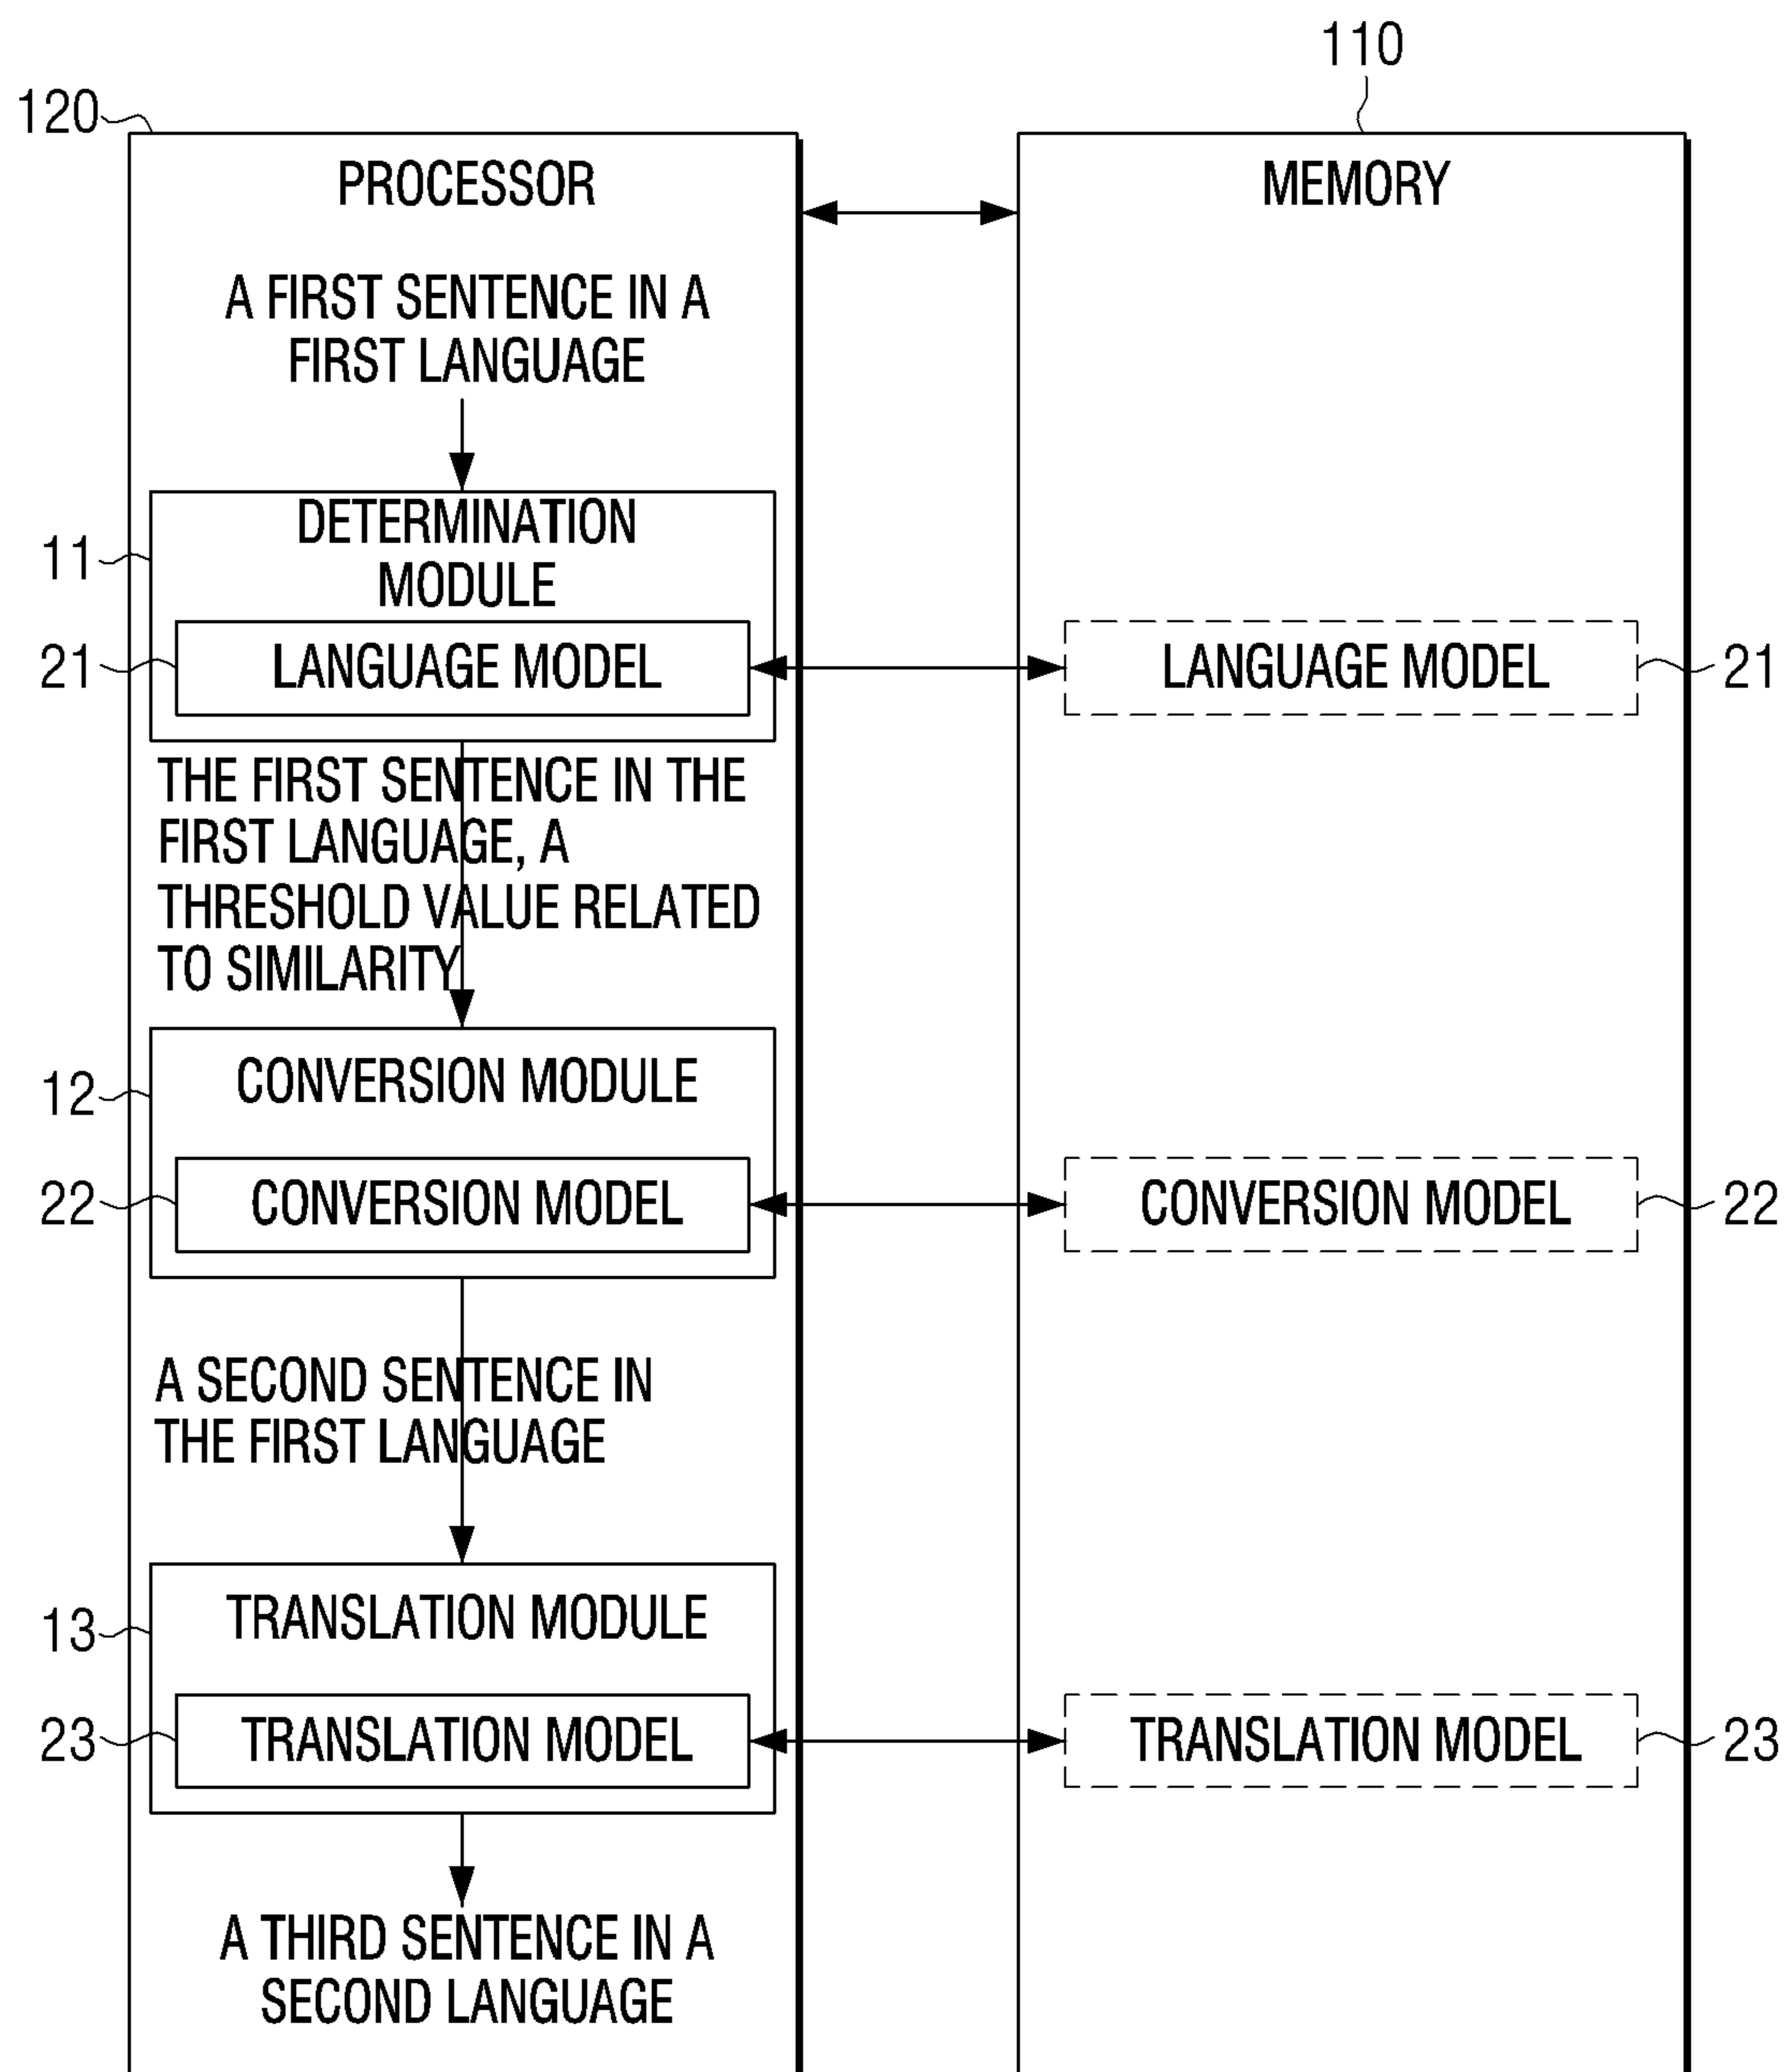 110
120
PROCESSOR
MEMORY
A FIRST SENTENCE IN A
FIRST LANGUAGE
DETERMINATION
MODULE
11
21
LANGUAGE MODEL
LANGUAGE MODEL
21
THE FIRST SENTENCE IN THE
FIRST LANGUAGE, A
THRESHOLD VALUE RELATED
TO SIMILARITY
CONVERSION MODULE
12
22
CONVERSION MODEL
CONVERSION MODEL
22
A SECOND SENTENCE IN
THE FIRST LANGUAGE
TRANSLATION MODULE
13
23
TRANSLATION MODEL
TRANSLATION MODEL
23
A THIRD SENTENCE IN A
SECOND LANGUAGE